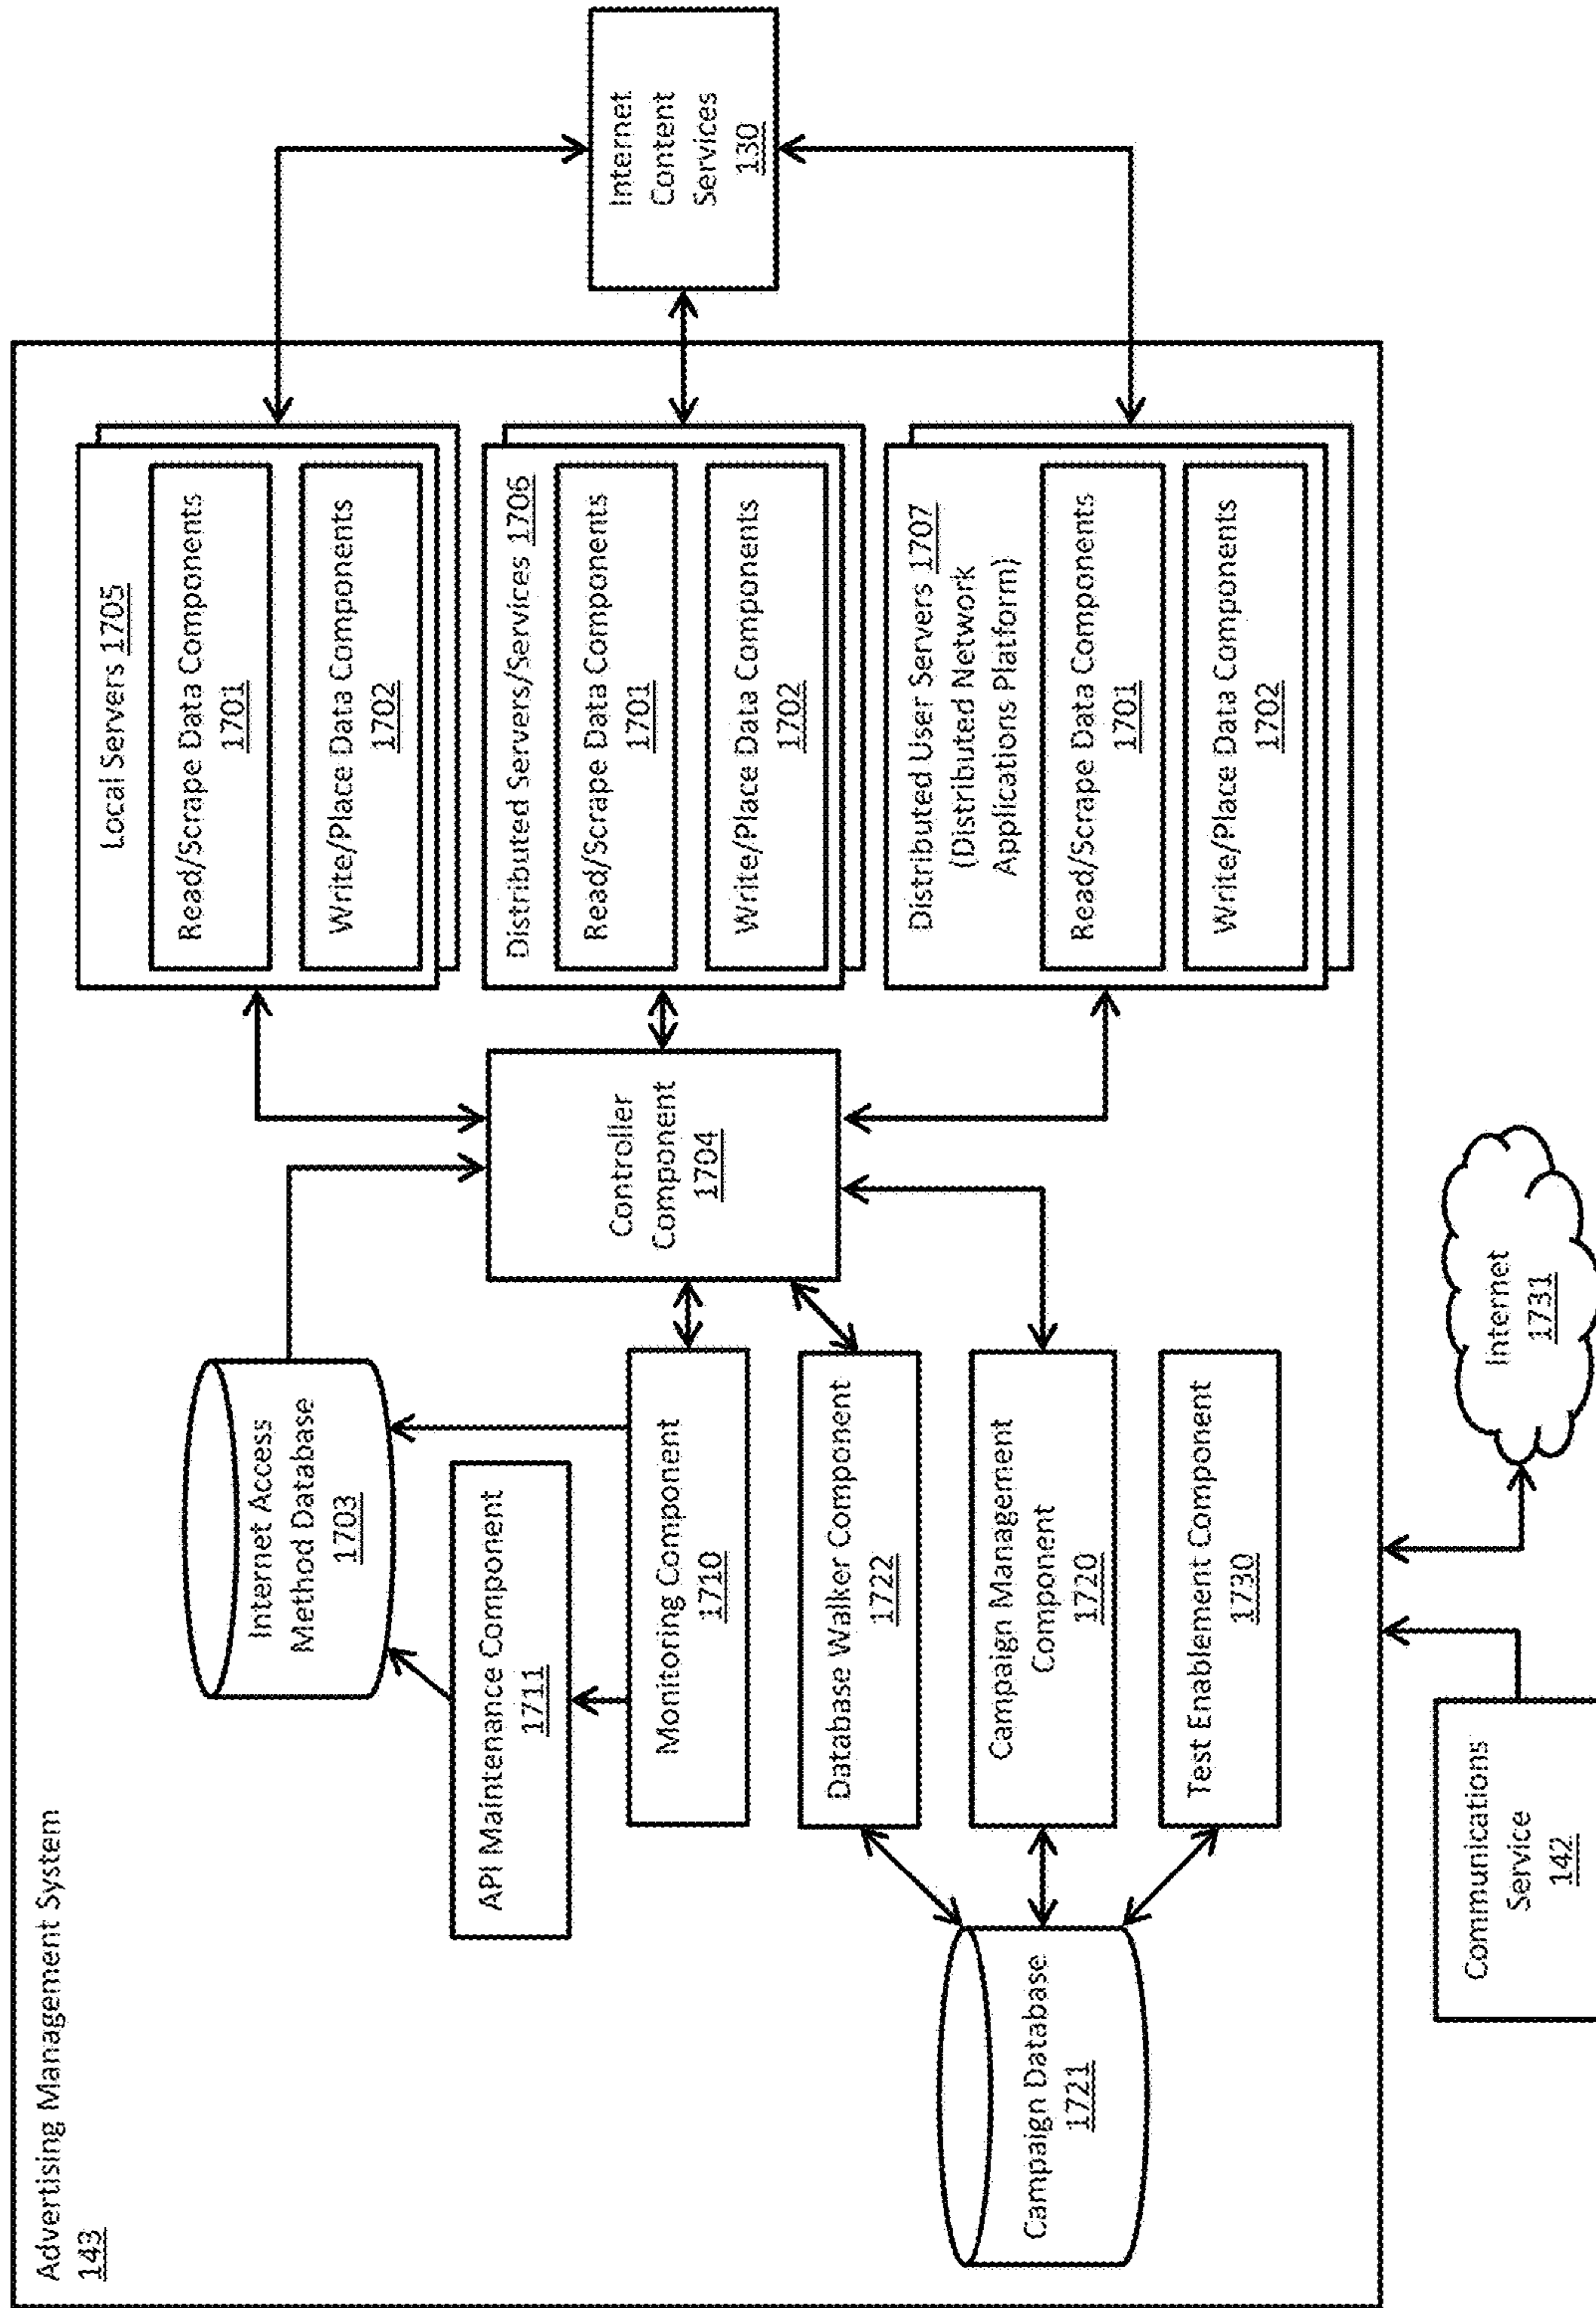 Advertising Management System
143
Internet Access
Method Database
1703
API Maintenance Component
1711
Monitoring Component
1710
Database Walker Component
1722
Campaign Management
Component
1720
Test Enablement Component
1730
Campaign Database
1721
Controller
Component
1704
Local Servers 1705
Read/Scrape Data Components
1701
Write/Place Data Components
1702
Distributed Servers/Services 1706
Read/Scrape Data Components
1701
Write/Place Data Components
1702
Distributed User Servers 1707
(Distributed Network
Applications Platform)
Read/Scrape Data Components
1701
Write/Place Data Components
1702
Internet
Content
Services
130
Communications
Service
142
Internet
1731